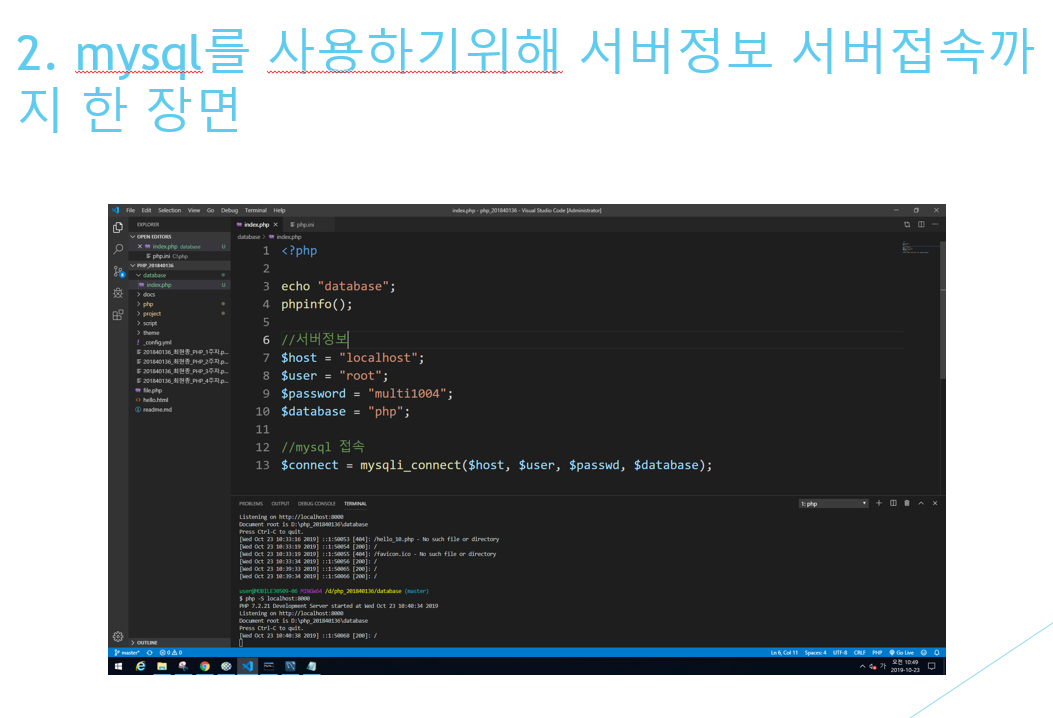 2. mysql를 사용하기위해 서버정보 서버접속까
지 한 장면
File Edit Selection View Go Debug Terminal Help
index.php - php_201840136 - Visual Studio Code [Administrator]
EXPLORER
OPEN EDITORS
index.php database U
php.ini C:\php
PHP_201840136
database
index.php U
docs
php
project
script
theme
_config.yml
201840136_최현종_PHP_1주차.p...
201840136_최현종_PHP_2주차.p...
201840136_최현종_PHP_3주차.p...
201840136_최현종_PHP_4주차.p...
file.php
hello.html
readme.md
OUTLINE
index.php php.ini
database > index.php
1 <?php
2
3 echo "database";
4 phpinfo();
5
6 //서버정보
7 $host = "localhost";
8 $user = "root";
9 $password = "multi1004";
10 $database = "php";
11
12 //mysql 접속
13 $connect = mysqli_connect($host, $user, $passwd, $database);
PROBLEMS OUTPUT DEBUG CONSOLE TERMINAL 1: php
Listening on http://localhost:8000
Document root is D:\php_201840136\database
Press Ctrl-C to quit.
[Wed Oct 23 10:33:16 2019] ::1:50053 [404]: /hello_10.php - No such file or directory
[Wed Oct 23 10:33:19 2019] ::1:50054 [200]: /
[Wed Oct 23 10:33:19 2019] ::1:50055 [404]: /favicon.ico - No such file or directory
[Wed Oct 23 10:33:34 2019] ::1:50056 [200]: /
[Wed Oct 23 10:39:33 2019] ::1:50065 [200]: /
[Wed Oct 23 10:39:34 2019] ::1:50066 [200]: /
MINGW64 /d/php_201840136/database (master)
$ php -S localhost:8000
PHP 7.2.21 Development Server started at Wed Oct 23 10:40:34 2019
Listening on http://localhost:8000
Document root is D:\php_201840136\database
Press Ctrl-C to quit.
[Wed Oct 23 10:40:38 2019] ::1:50068 [200]: /
master* 0 0 Ln 6, Col 11 Spaces: 4 UTF-8 CRLF PHP Go Live
가 오전 10:49
2019-10-23